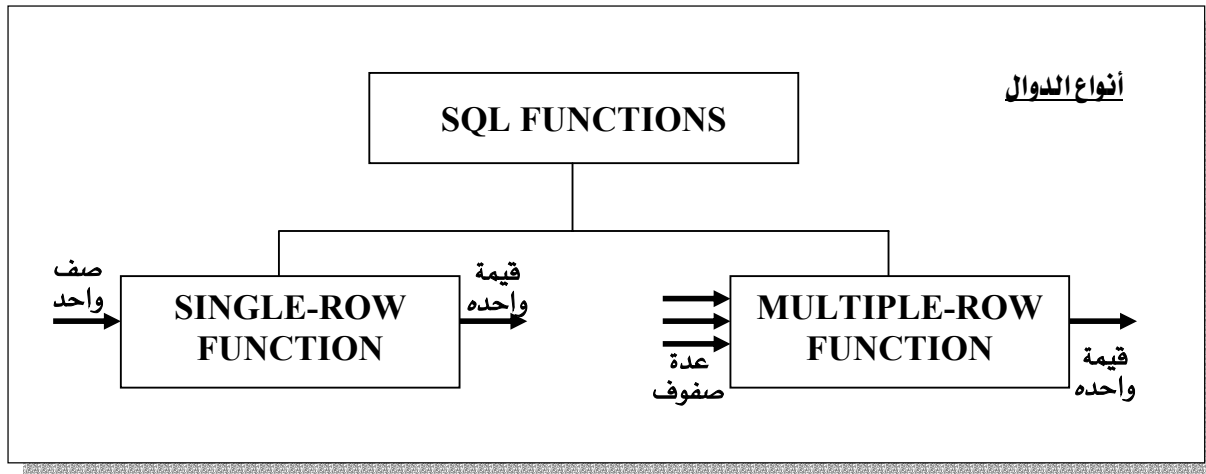 أنواع الدوال
SQL FUNCTIONS
صف
واحد
SINGLE-ROW
FUNCTION
قيمة
واحده
عدة
صفوف
MULTIPLE-ROW
FUNCTION
قيمة
واحده